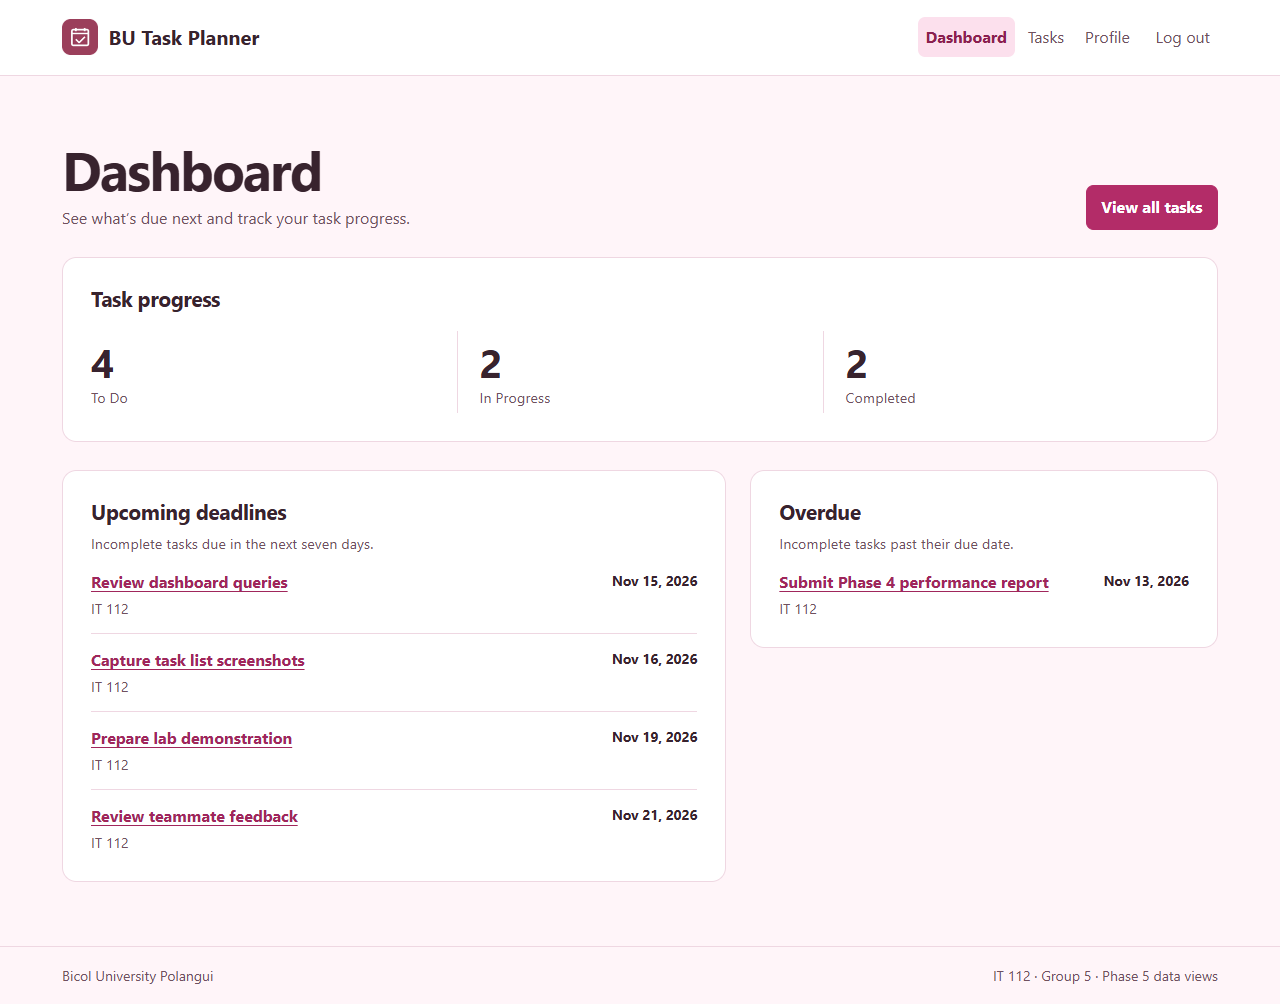 BU Task Planner
Dashboard
Tasks
Profile
Log out
Dashboard
See what's due next and track your task progress.
View all tasks
Task progress
4
To Do
2
In Progress
2
Completed
Upcoming deadlines
Incomplete tasks due in the next seven days.
Review dashboard queries
Nov 15, 2026
IT 112
Capture task list screenshots
Nov 16, 2026
IT 112
Prepare lab demonstration
Nov 19, 2026
IT 112
Review teammate feedback
Nov 21, 2026
IT 112
Overdue
Incomplete tasks past their due date.
Submit Phase 4 performance report
Nov 13, 2026
IT 112
Bicol University Polangui
IT 112 · Group 5 · Phase 5 data views